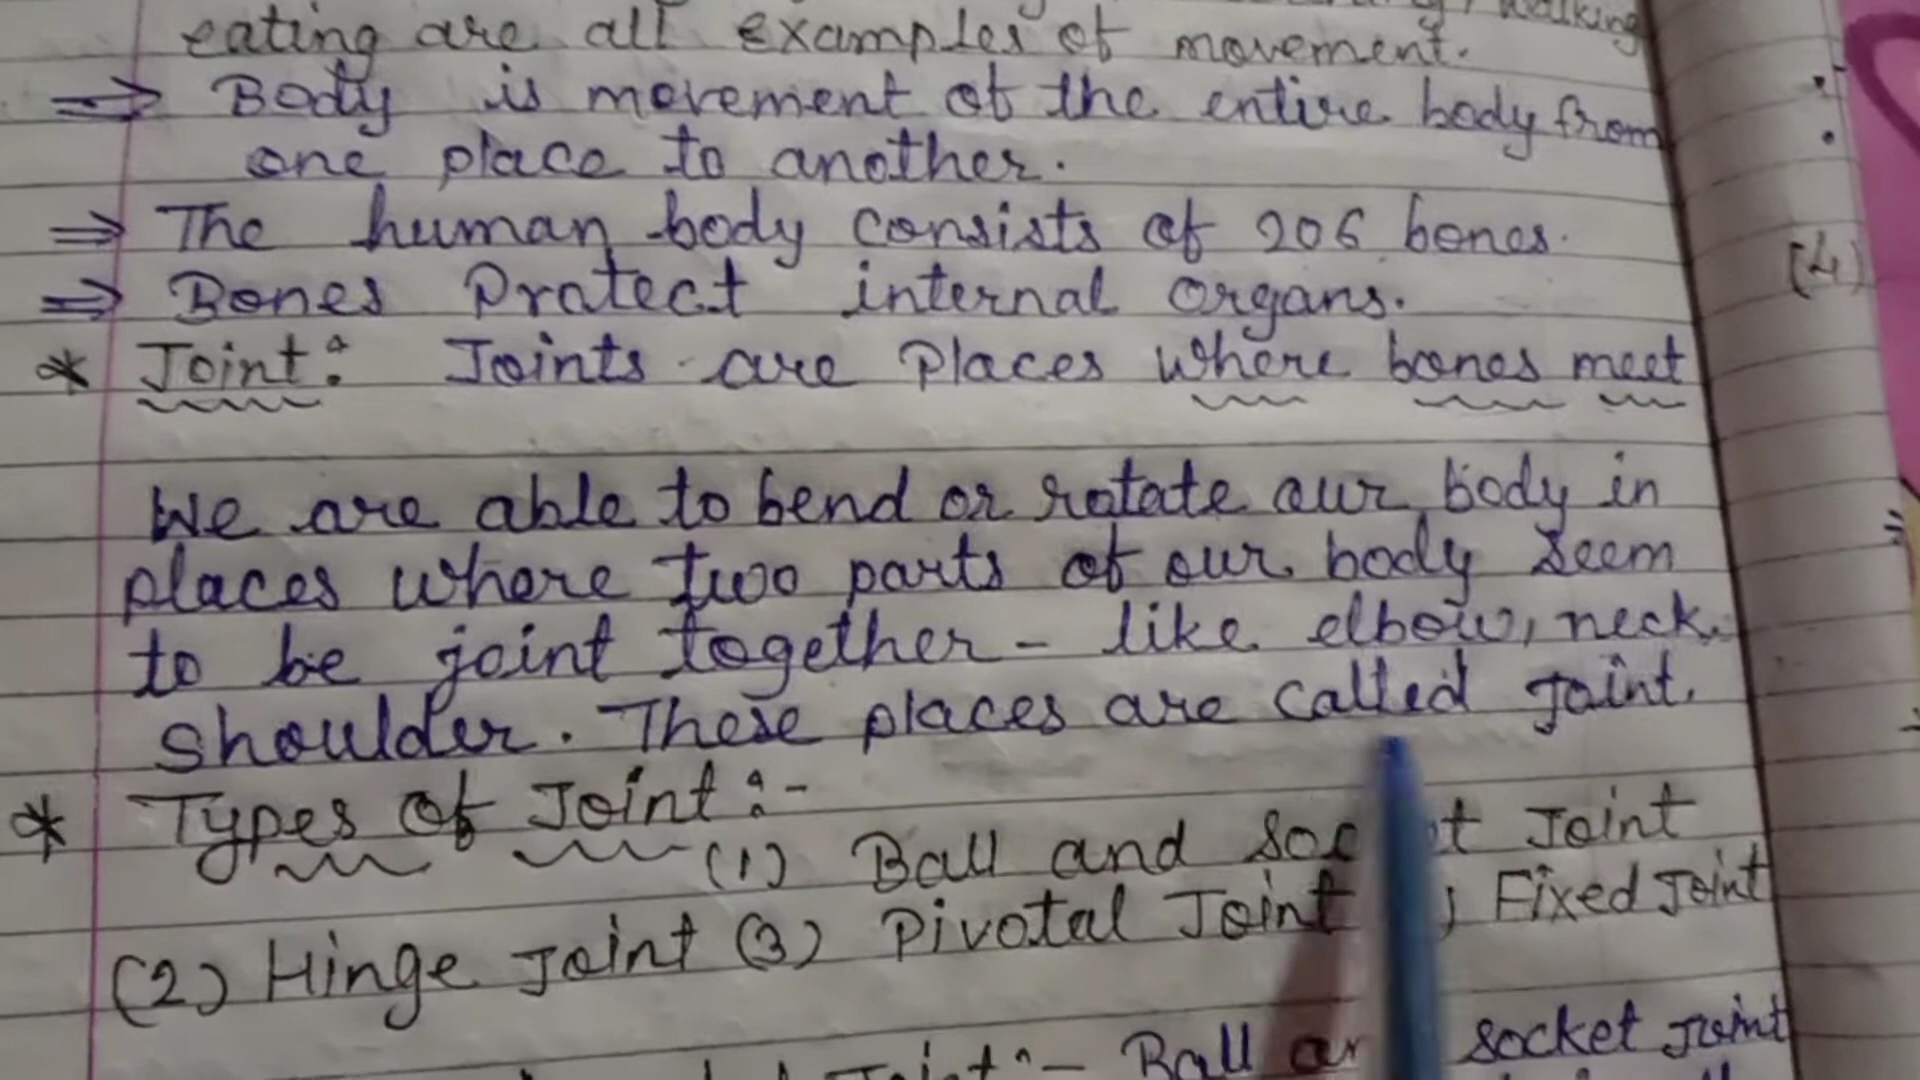 walking
eating are all examples of movement.
⇒ Body is movement of the entire body from
one place to another.
⇒ The human body consists of 206 bones.
⇒ Bones Protect internal organs.
* Joint: Joints are Places where bones meet
We are able to bend or rotate our body in
places where two parts of our body seem
to be joint together - like elbow, neck,
shoulder. These places are called joint.
* Types of Joint :-
(1) Ball and Joint
(2) Hinge Joint (3) Pivotal Joint Fixed Joint
Joint :- Ball socket Joint
(4)